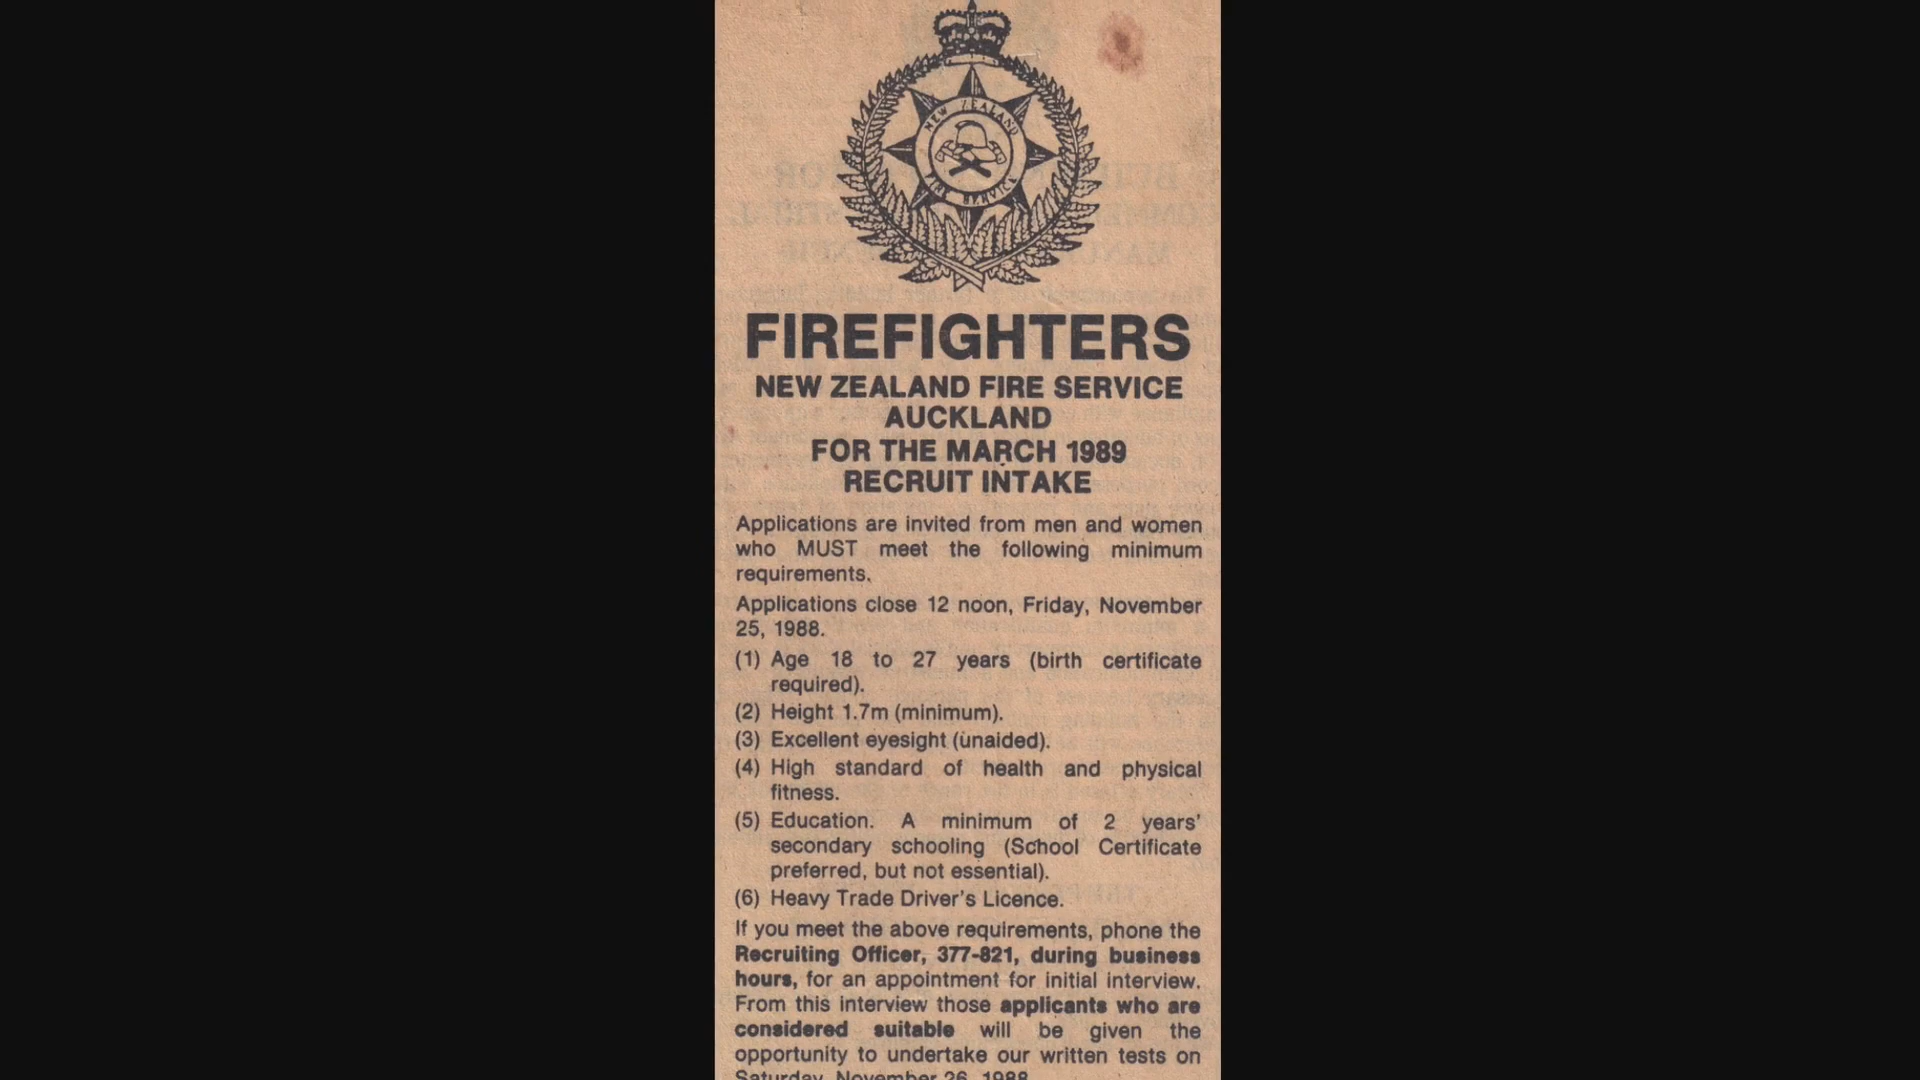 NEW ZEALAND
FIRE SERVICE
FIREFIGHTERS
NEW ZEALAND FIRE SERVICE
AUCKLAND
FOR THE MARCH 1989
RECRUIT INTAKE
Applications are invited from men and women
who MUST meet the following minimum
requirements.
Applications close 12 noon, Friday, November
25, 1988.
(1) Age 18 to 27 years (birth certificate
required).
(2) Height 1.7m (minimum).
(3) Excellent eyesight (unaided).
(4) High standard of health and physical
fitness.
(5) Education. A minimum of 2 years'
secondary schooling (School Certificate
preferred, but not essential).
(6) Heavy Trade Driver's Licence.
If you meet the above requirements, phone the
Recruiting Officer, 377-821, during business
hours, for an appointment for initial interview.
From this interview those applicants who are
considered suitable will be given the
opportunity to undertake our written tests on
Saturday, November 26, 1988.